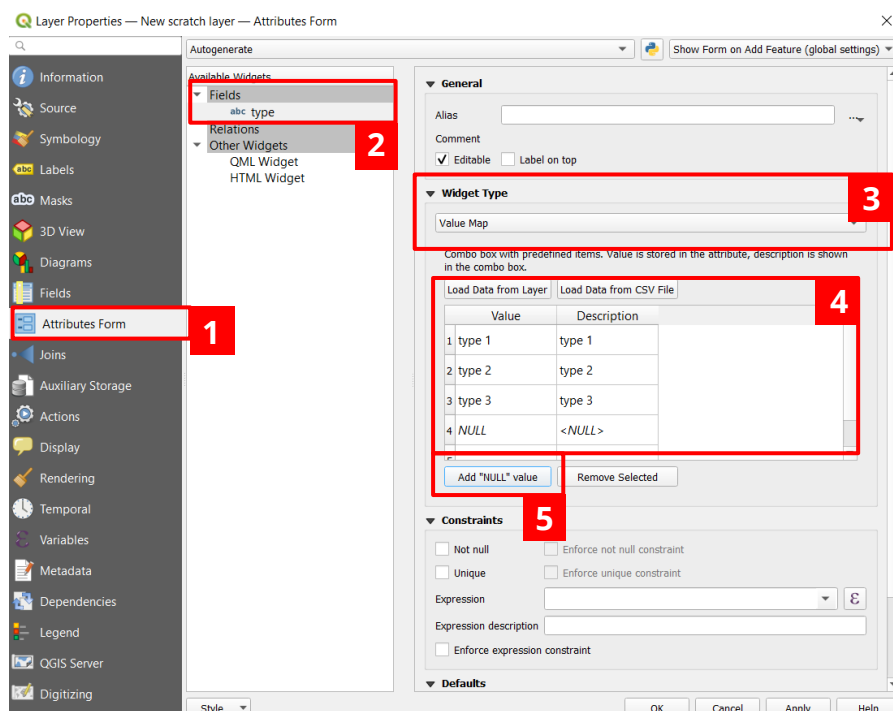 Layer Properties — New scratch layer — Attributes Form
Autogenerate
Show Form on Add Feature (global settings)
Information
Source
Symbology
abc Labels
abc Masks
3D View
Diagrams
Fields
Attributes Form
1
Joins
Auxiliary Storage
Actions
Display
Rendering
Temporal
Variables
Metadata
Dependencies
Legend
QGIS Server
Digitizing
Available Widgets
Fields
abc type
Relations
2
Other Widgets
QML Widget
HTML Widget
General
Alias
Comment
Editable
Label on top
Widget Type
3
Value Map
Combo box with predefined items. Value is stored in the attribute, description is shown
in the combo box.
Load Data from Layer
Load Data from CSV File
4
Value Description
1 type 1 type 1
2 type 2 type 2
3 type 3 type 3
4 NULL <NULL>
Add "NULL" value
Remove Selected
5
Constraints
Not null
Enforce not null constraint
Unique
Enforce unique constraint
Expression
ε
Expression description
Enforce expression constraint
Defaults
Style
OK
Cancel
Apply
Help